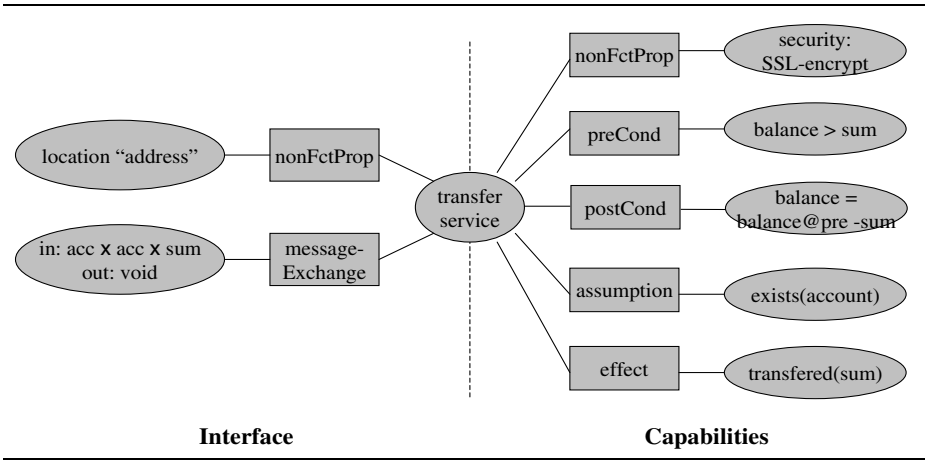 location “address”
nonFctProp
in: acc x acc x sum
out: void
message-
Exchange
transfer
service
nonFctProp
security:
SSL-encrypt
preCond
balance > sum
postCond
balance =
balance@pre -sum
assumption
exists(account)
effect
transfered(sum)
Interface
Capabilities